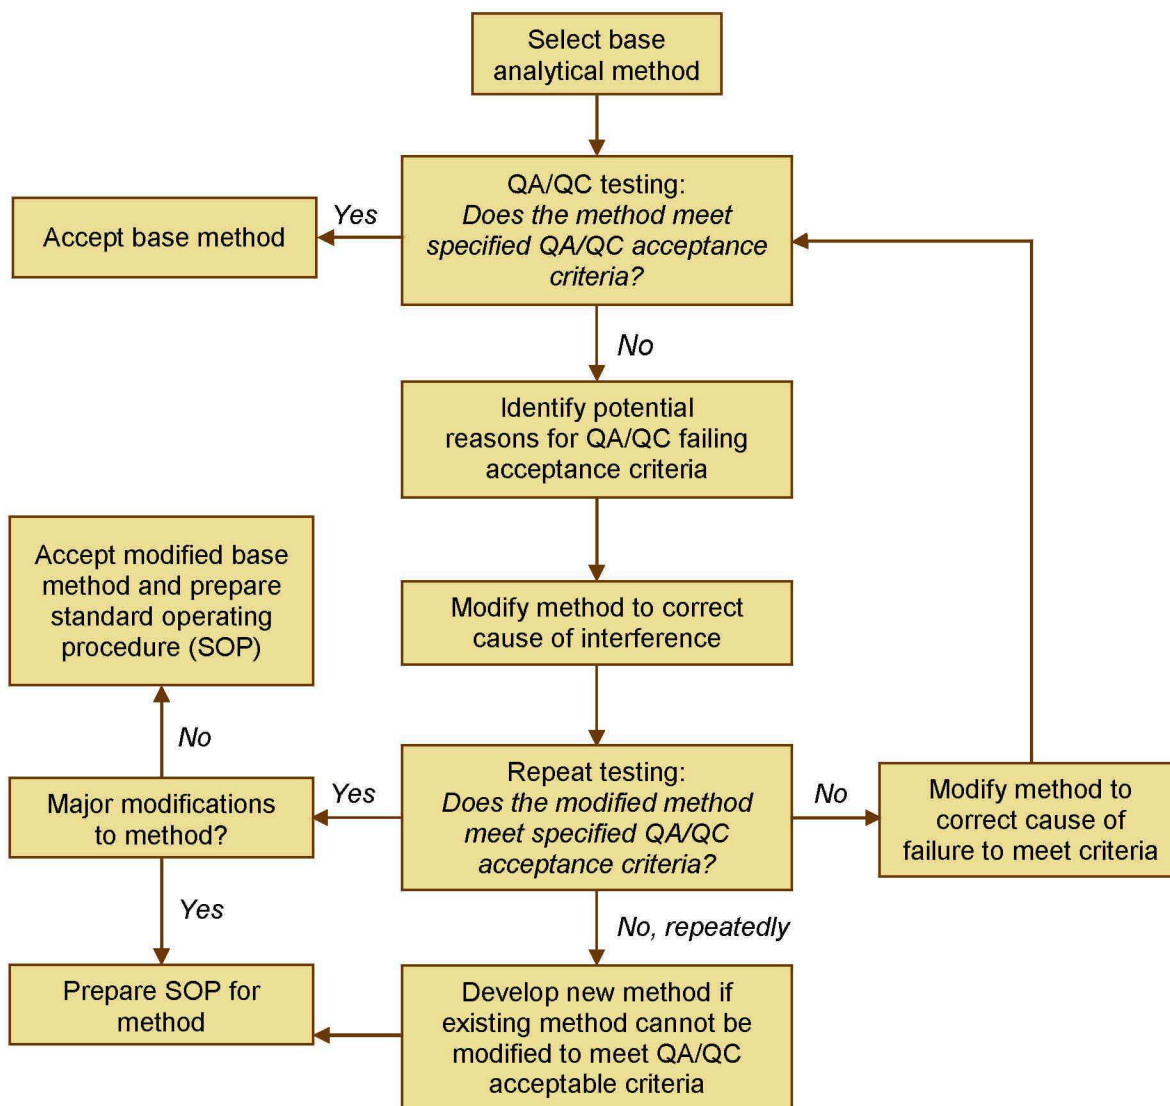 Select base
analytical method
QA/QC testing:
Does the method meet
specified QA/QC acceptance
criteria?
Yes
Accept base method
No
Identify potential
reasons for QA/QC failing
acceptance criteria
Modify method to correct
cause of interference
Accept modified base
method and prepare
standard operating
procedure (SOP)
No
Major modifications
to method?
Yes
Repeat testing:
Does the modified method
meet specified QA/QC
acceptance criteria?
No
Modify method to
correct cause of
failure to meet criteria
Yes
No, repeatedly
Prepare SOP for
method
Develop new method if
existing method cannot be
modified to meet QA/QC
acceptable criteria